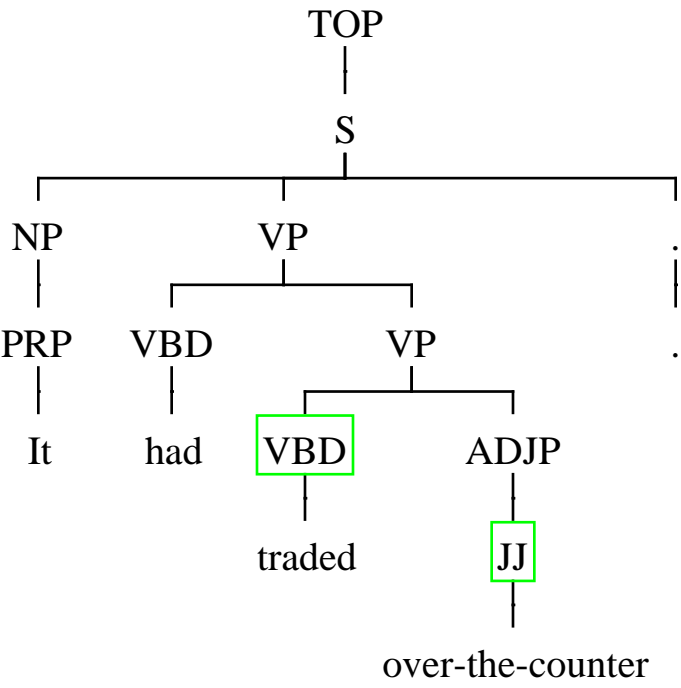 TOP
S
NP VP .
PRP VBD VP .
It had VBD ADJP
traded JJ
over-the-counter